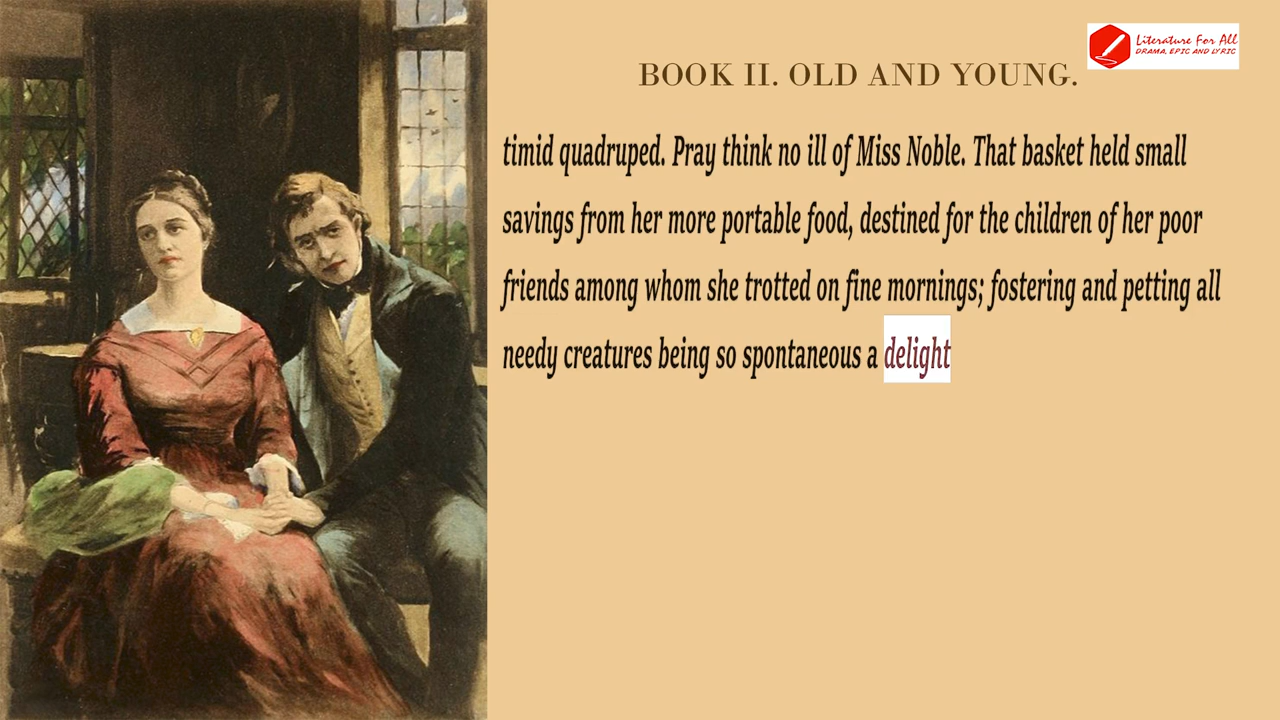 Literature For All
DRAMA, EPIC AND LYRIC
BOOK II. OLD AND YOUNG.
timid quadruped. Pray think no ill of Miss Noble. That basket held small
savings from her more portable food, destined for the children of her poor
friends among whom she trotted on fine mornings; fostering and petting all
needy creatures being so spontaneous a delight